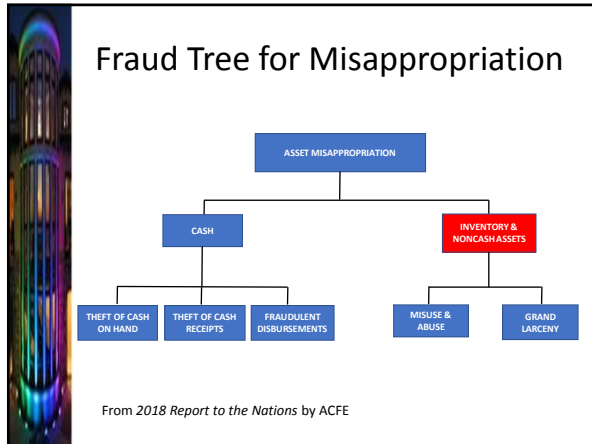 Fraud Tree for Misappropriation
ASSET MISAPPROPRIATION
CASH
INVENTORY &
NONCASH ASSETS
THEFT OF CASH
ON HAND
THEFT OF CASH
RECEIPTS
FRAUDULENT
DISBURSEMENTS
MISUSE &
ABUSE
GRAND
LARCENY
From 2018 Report to the Nations by ACFE